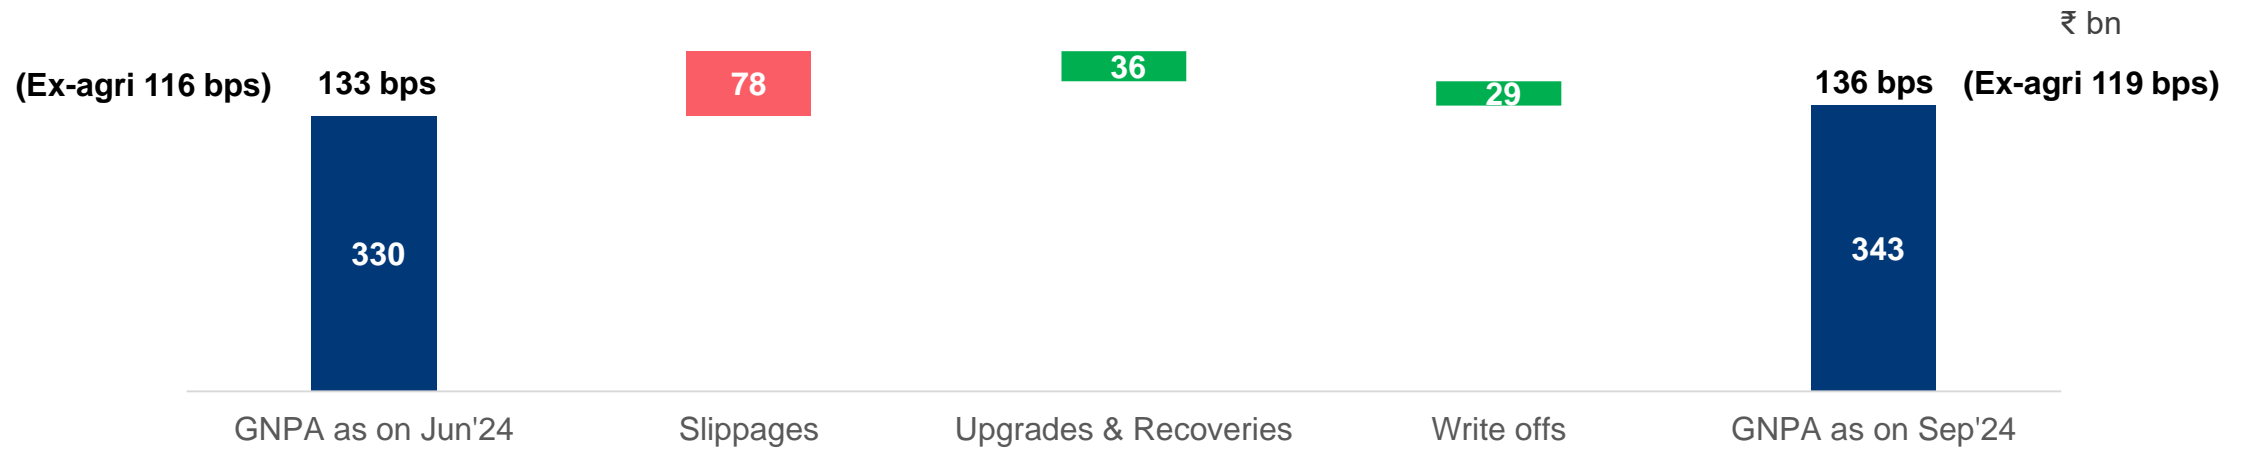 ₹ bn
(Ex-agri 116 bps) 133 bps
78
36
29
136 bps (Ex-agri 119 bps)
330
343
GNPA as on Jun'24
Slippages
Upgrades & Recoveries
Write offs
GNPA as on Sep'24